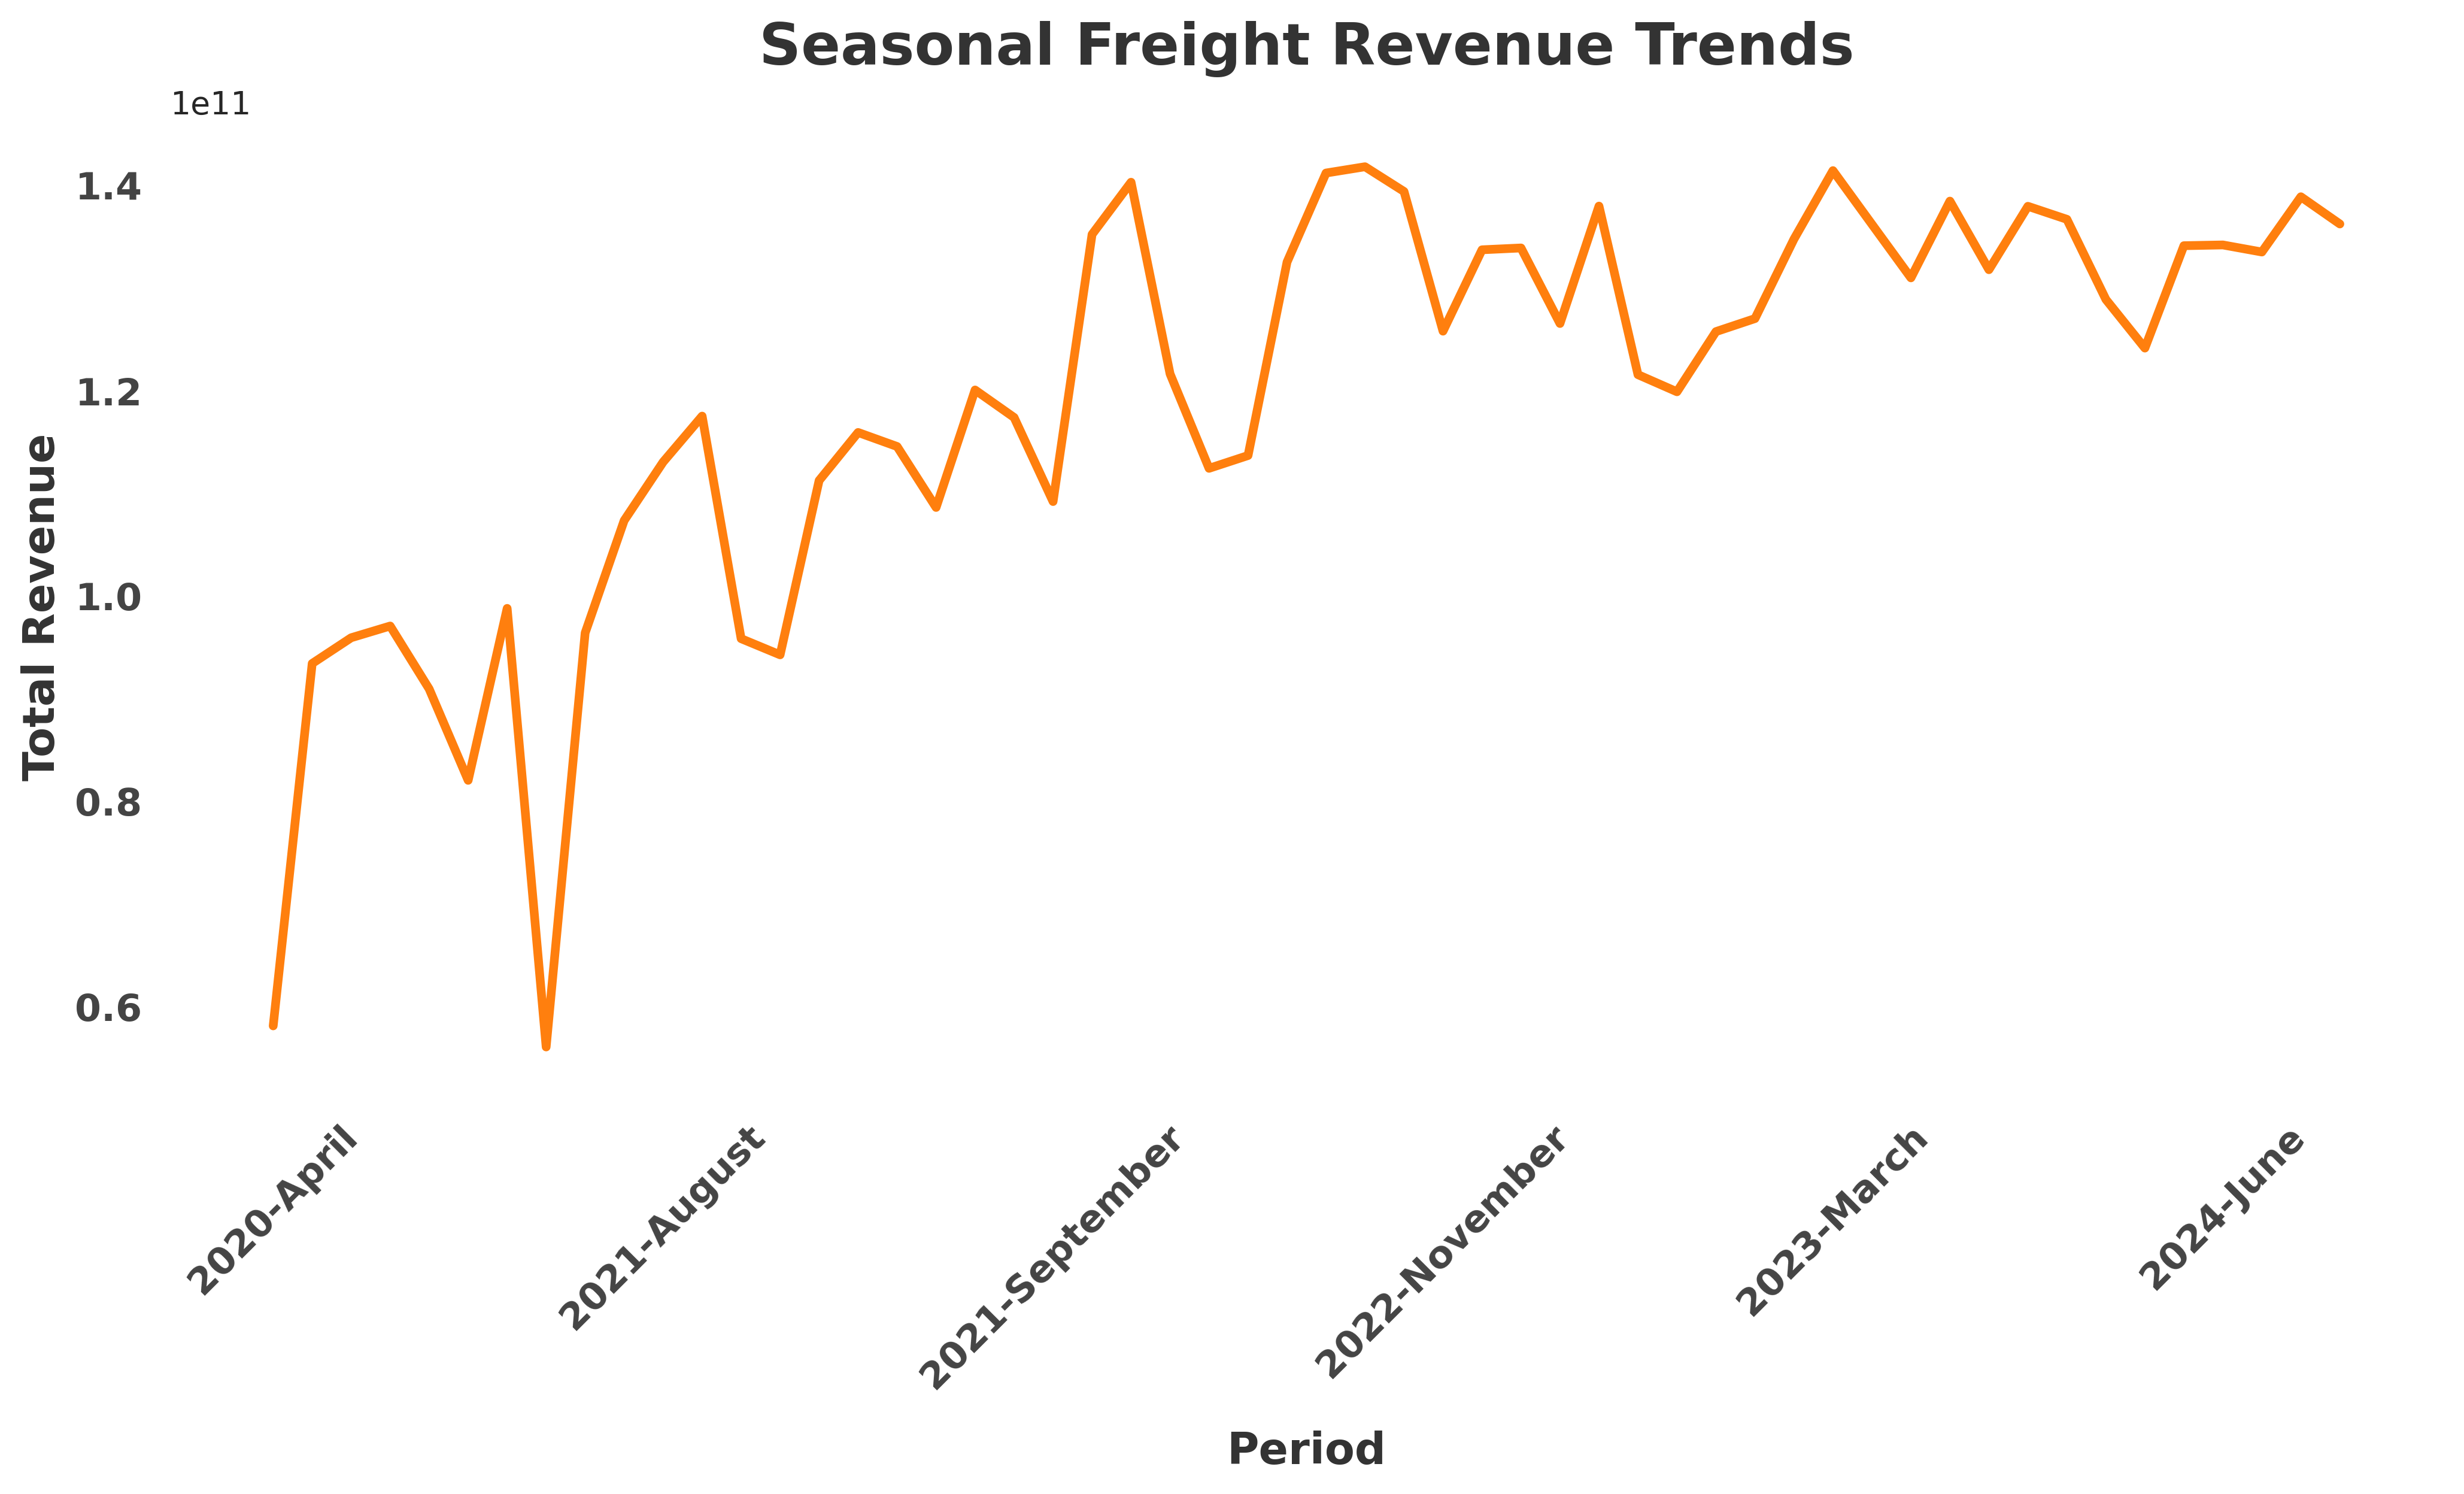 Seasonal Freight Revenue Trends
1e11
1.4
1.2
1.0
0.8
0.6
Total Revenue
2020-April
2021-August
2021-September
2022-November
2023-March
2024-June
Period